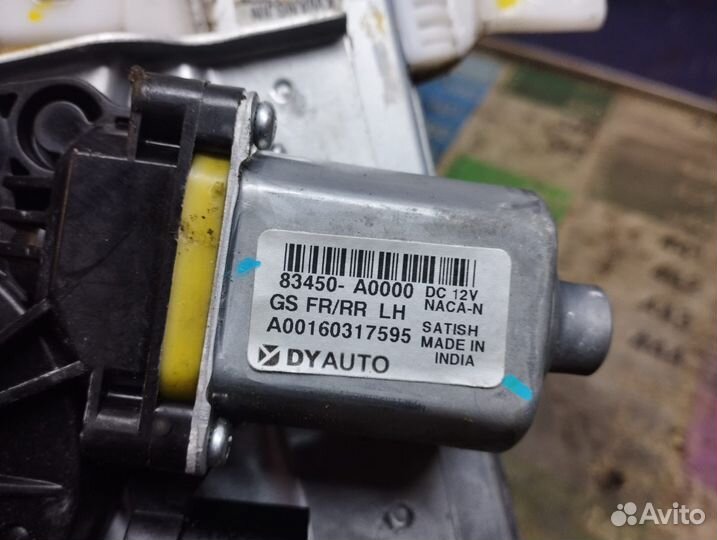 83450- A0000 DC 12V
NACA-N
GS FR/RR LH
A00160317595
SATISH
MADE IN
INDIA
DYAUTO
Avito